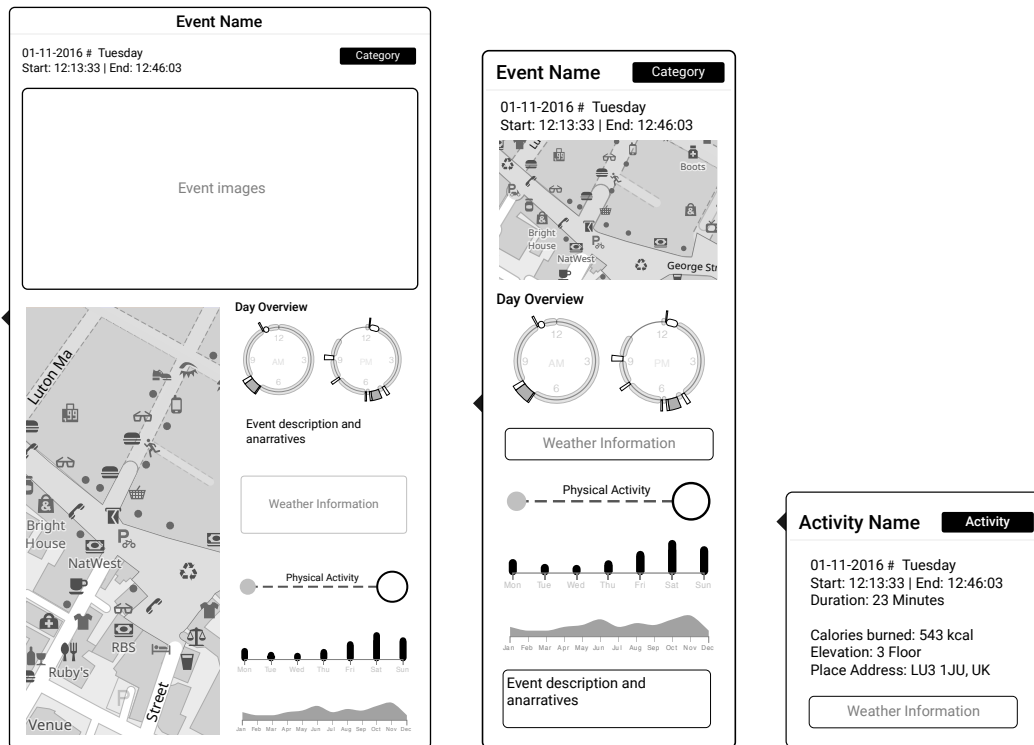 Event Name
01-11-2016 # Tuesday
Start: 12:13:33 | End: 12:46:03
Category
Event images
Luton Ma
Bright
House
NatWest
RBS
Ruby's
P
Street
Venue
Day Overview
12
9 AM 3
6
12
9 PM 3
6
Event description and
anarratives
Weather Information
Physical Activity
Mon Tue Wed Thu Fri Sat Sun
Jan Feb Mar Apr May Jun Jul Aug Sep Oct Nov Dec
Event Name
Category
01-11-2016 # Tuesday
Start: 12:13:33 | End: 12:46:03
Lu
Boots
Bright
House
NatWest
George Str
Day Overview
12
9 AM 3
6
12
9 PM 3
6
Weather Information
Physical Activity
Mon Tue Wed Thu Fri Sat Sun
Jan Feb Mar Apr May Jun Jul Aug Sep Oct Nov Dec
Event description and
anarratives
Activity Name
Activity
01-11-2016 # Tuesday
Start: 12:13:33 | End: 12:46:03
Duration: 23 Minutes
Calories burned: 543 kcal
Elevation: 3 Floor
Place Address: LU3 1JU, UK
Weather Information